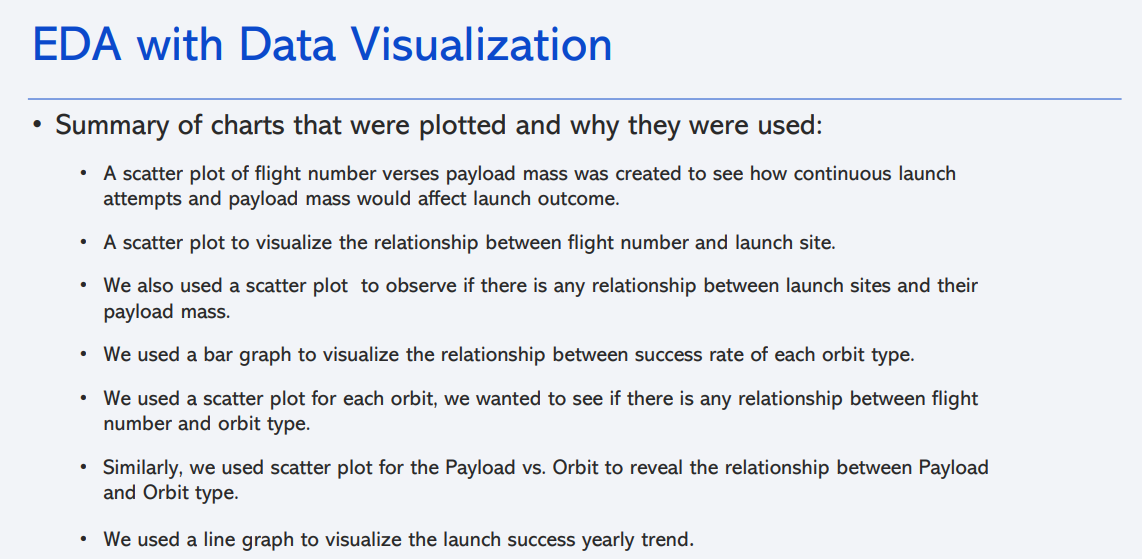 EDA with Data Visualization
• Summary of charts that were plotted and why they were used:
• A scatter plot of flight number verses payload mass was created to see how continuous launch
attempts and payload mass would affect launch outcome.
• A scatter plot to visualize the relationship between flight number and launch site.
• We also used a scatter plot  to observe if there is any relationship between launch sites and their
payload mass.
• We used a bar graph to visualize the relationship between success rate of each orbit type.
• We used a scatter plot for each orbit, we wanted to see if there is any relationship between flight
number and orbit type.
• Similarly, we used scatter plot for the Payload vs. Orbit to reveal the relationship between Payload
and Orbit type.
• We used a line graph to visualize the launch success yearly trend.